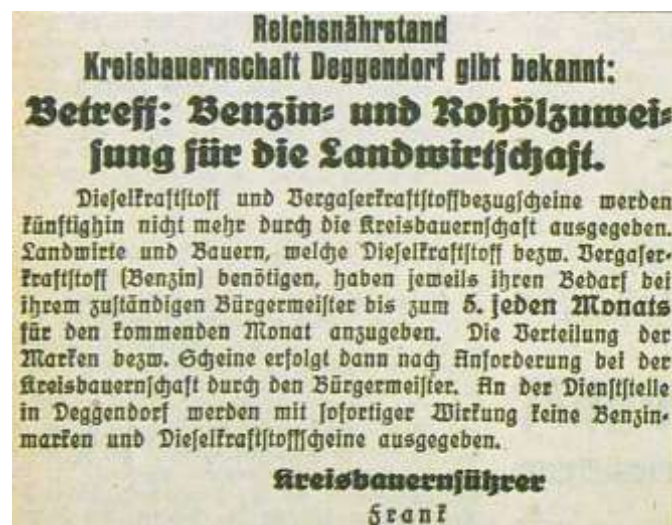 Reichsnährstand
Kreisbauernschaft Deggendorf gibt bekannt:
Betreff: Benzin- und Rohölzuwei-
sung für die Landwirtschaft.
Dieselkraftstoff und Vergaserkraftstoffbezugscheine werden
künftighin nicht mehr durch die Kreisbauernschaft ausgegeben.
Landwirte und Bauern, welche Dieselkraftstoff bezw. Vergaser-
kraftstoff (Benzin) benötigen, haben jeweils ihren Bedarf bei
ihrem zuständigen Bürgermeister bis zum 5. jeden Monats
für den kommenden Monat anzugeben. Die Verteilung der
Marken bezw. Scheine erfolgt dann nach Anforderung bei der
Kreisbauernschaft durch den Bürgermeister. An der Dienststelle
in Deggendorf werden mit sofortiger Wirkung keine Benzin-
marken und Dieselkraftstoffscheine ausgegeben.
Kreisbauernführer
Frank